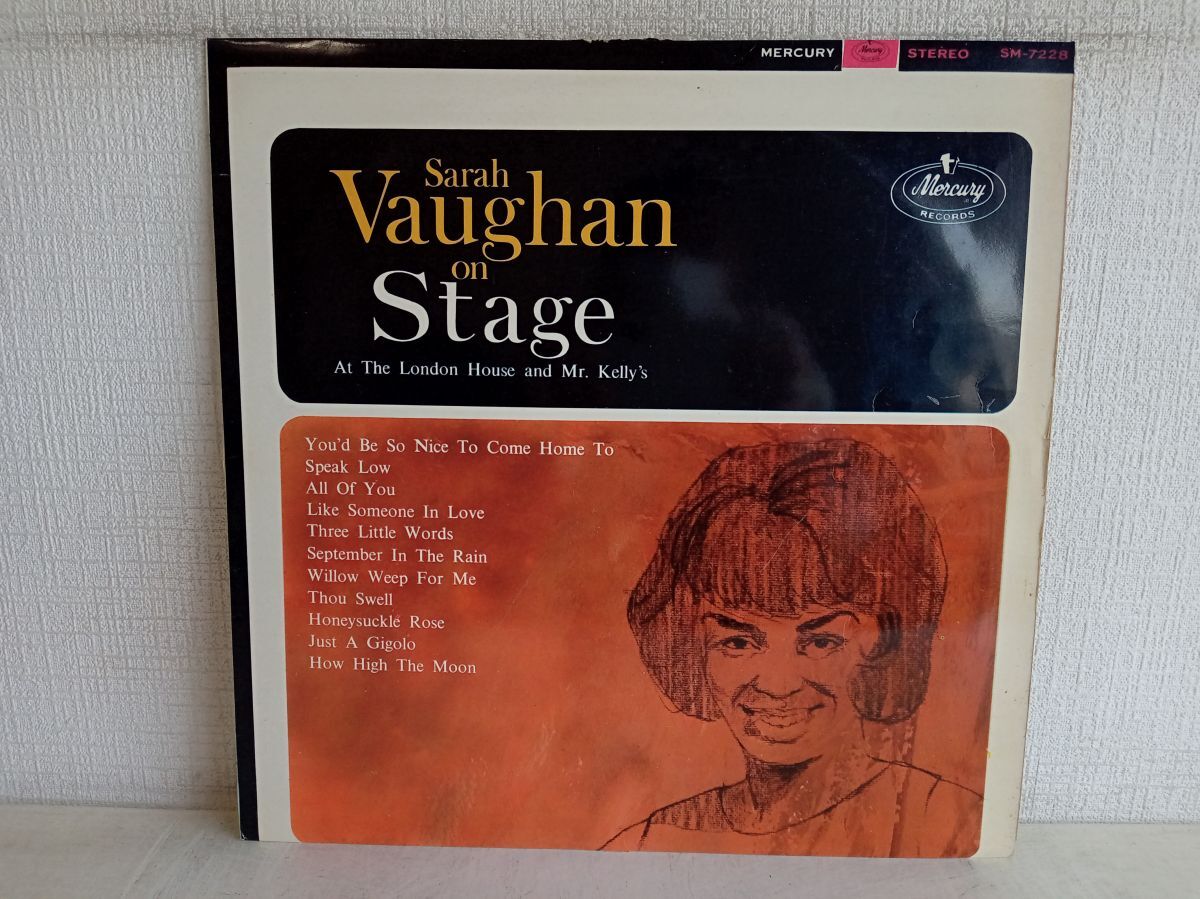 MERCURY Mercury STEREO SM-7228
Sarah
Vaughan
on
Stage
At The London House and Mr. Kelly's
Mercury
RECORDS
You'd Be So Nice To Come Home To
Speak Low
All Of You
Like Someone In Love
Three Little Words
September In The Rain
Willow Weep For Me
Thou Swell
Honeysuckle Rose
Just A Gigolo
How High The Moon